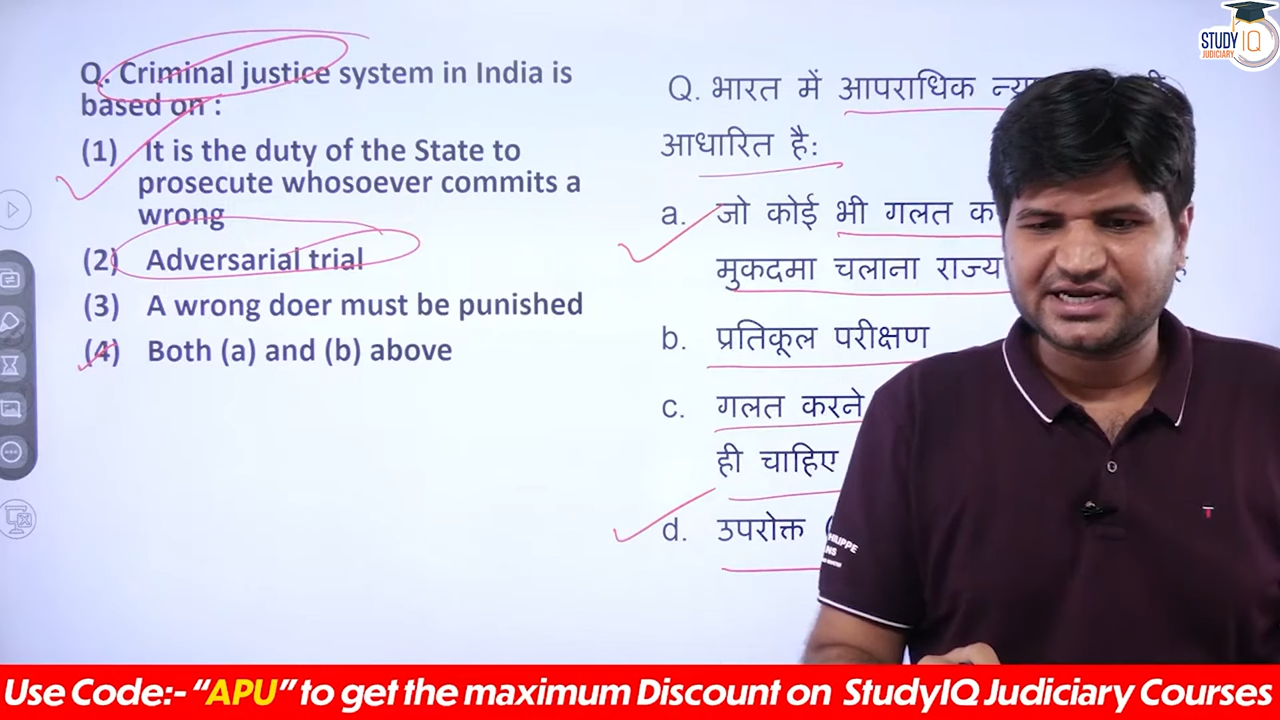 Q. Criminal justice system in India is
based on :
(1) It is the duty of the State to
prosecute whosoever commits a
wrong
(2) Adversarial trial
(3) A wrong doer must be punished
(4) Both (a) and (b) above
Q. भारत में आपराधिक
आधारित है:
a. जो कोई भी गलत
मुकदमा चलाना राज्य
b. प्रतिकूल परीक्षण
c. गलत करने
ही चाहिए
d. उपरोक्त
STUDY IQ
JUDICIARY
Use Code:- “APU” to get the maximum Discount on StudyIQ Judiciary Courses